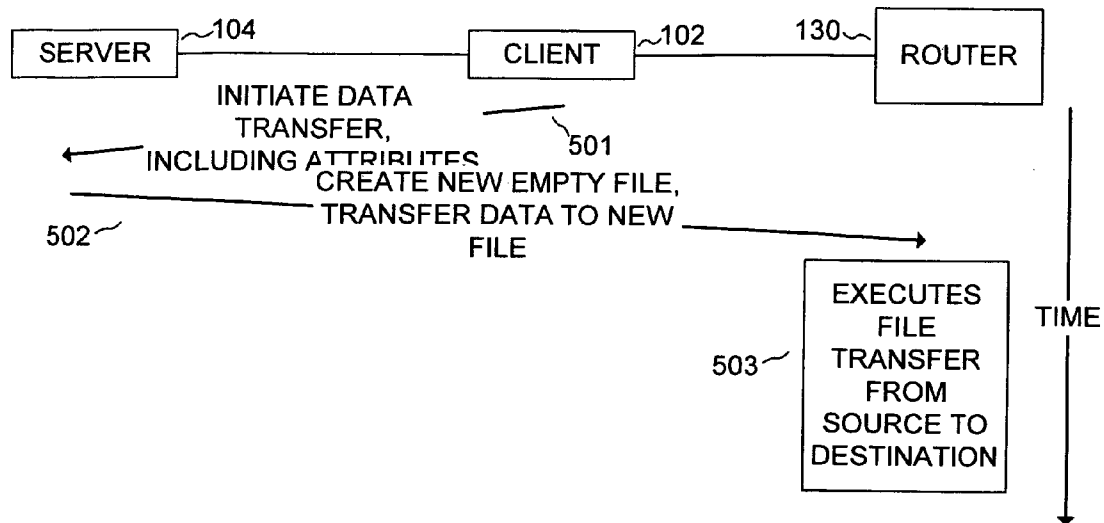 SERVER
104
CLIENT
102
130
ROUTER
INITIATE DATA
TRANSFER,
INCLUDING ATTRIBUTES
501
CREATE NEW EMPTY FILE,
TRANSFER DATA TO NEW
FILE
502
EXECUTES
FILE
TRANSFER
FROM
SOURCE TO
DESTINATION
503
TIME